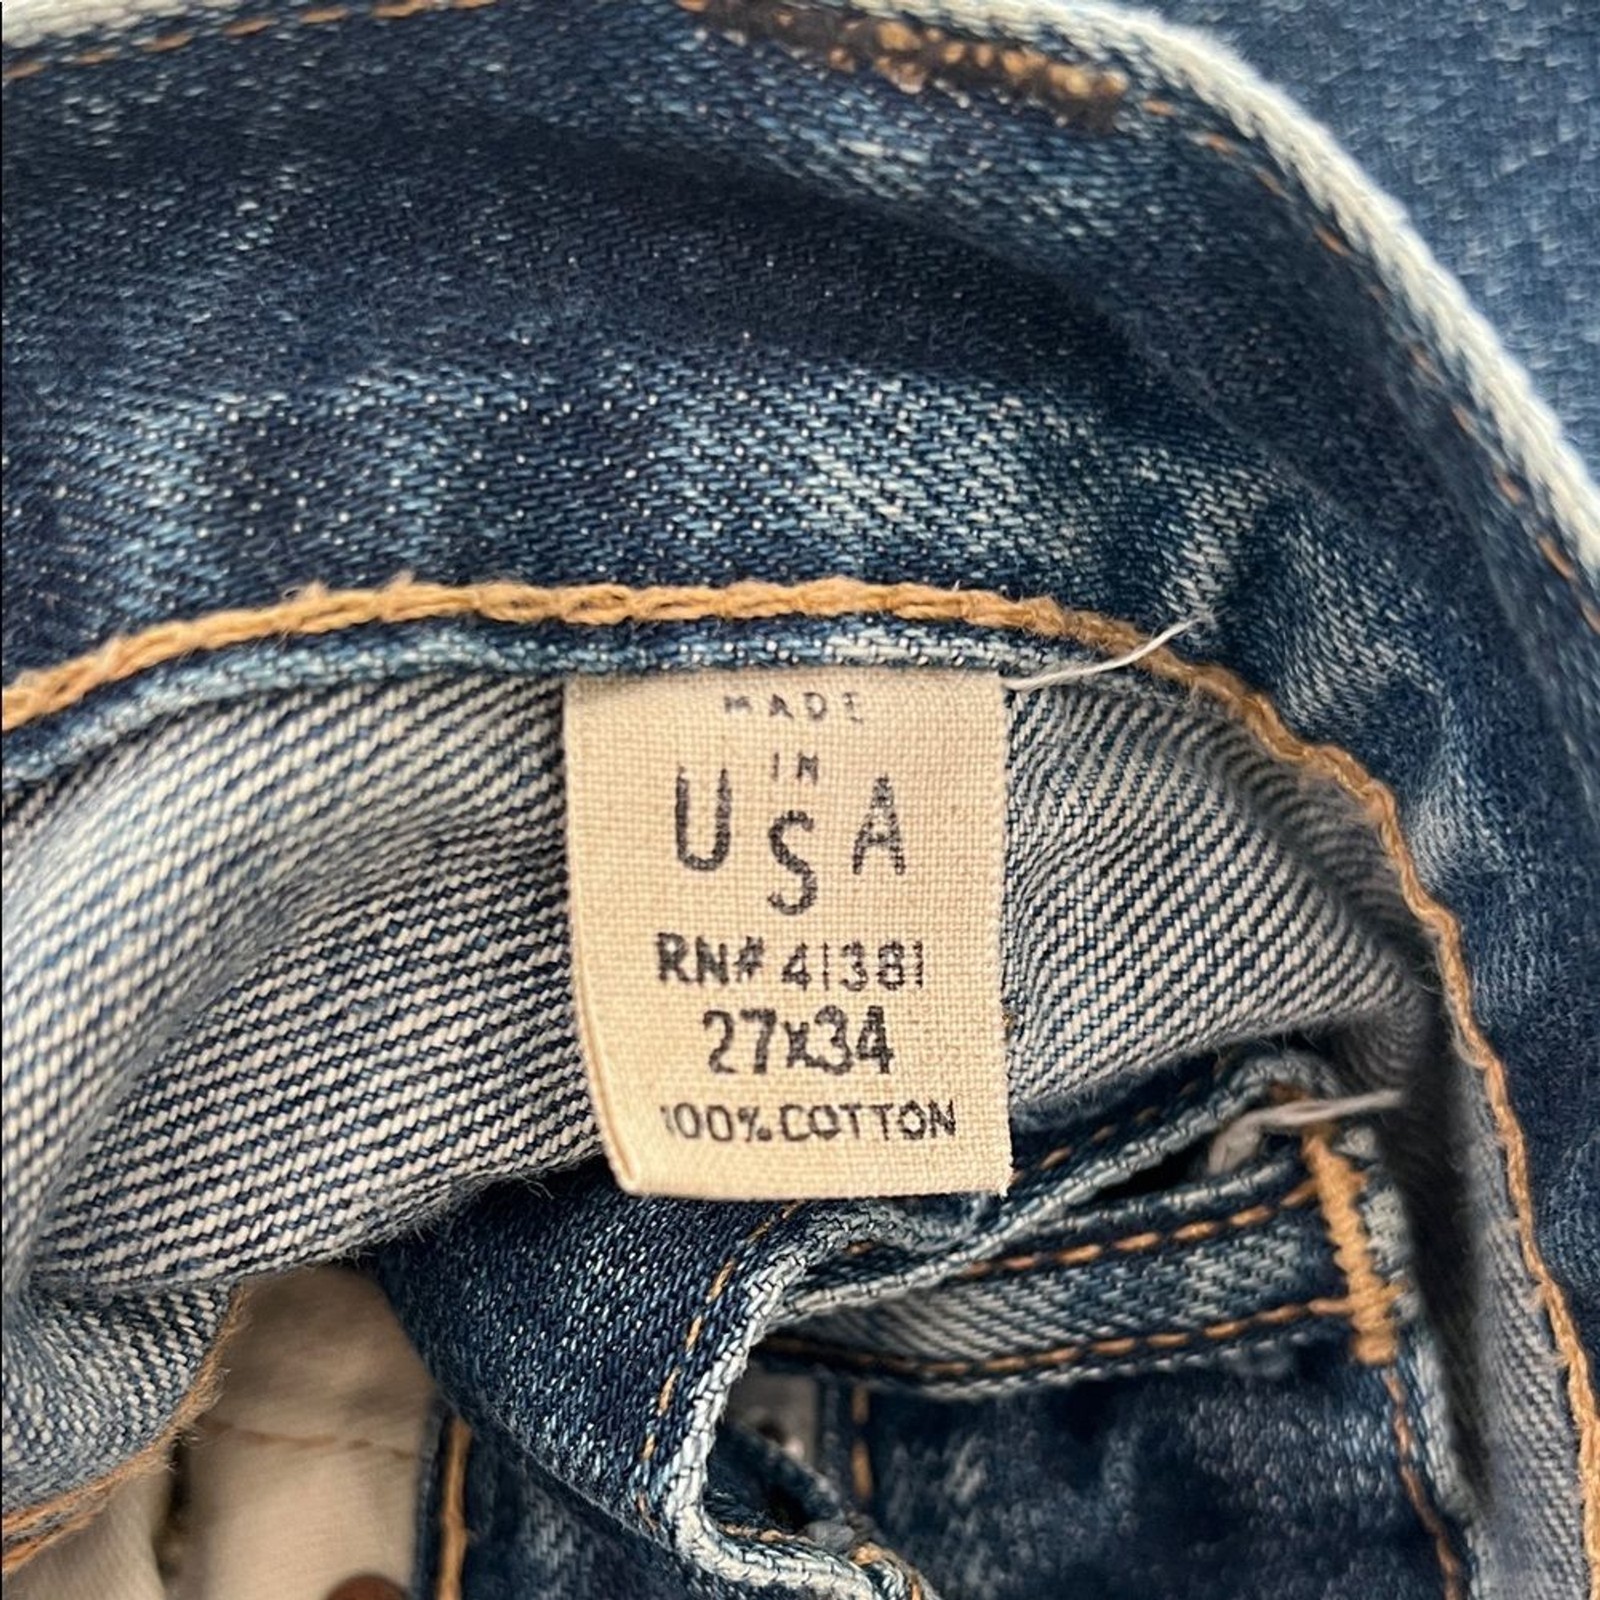 MADE
IN
USA
RN# 41381
27x34
100% COTTON